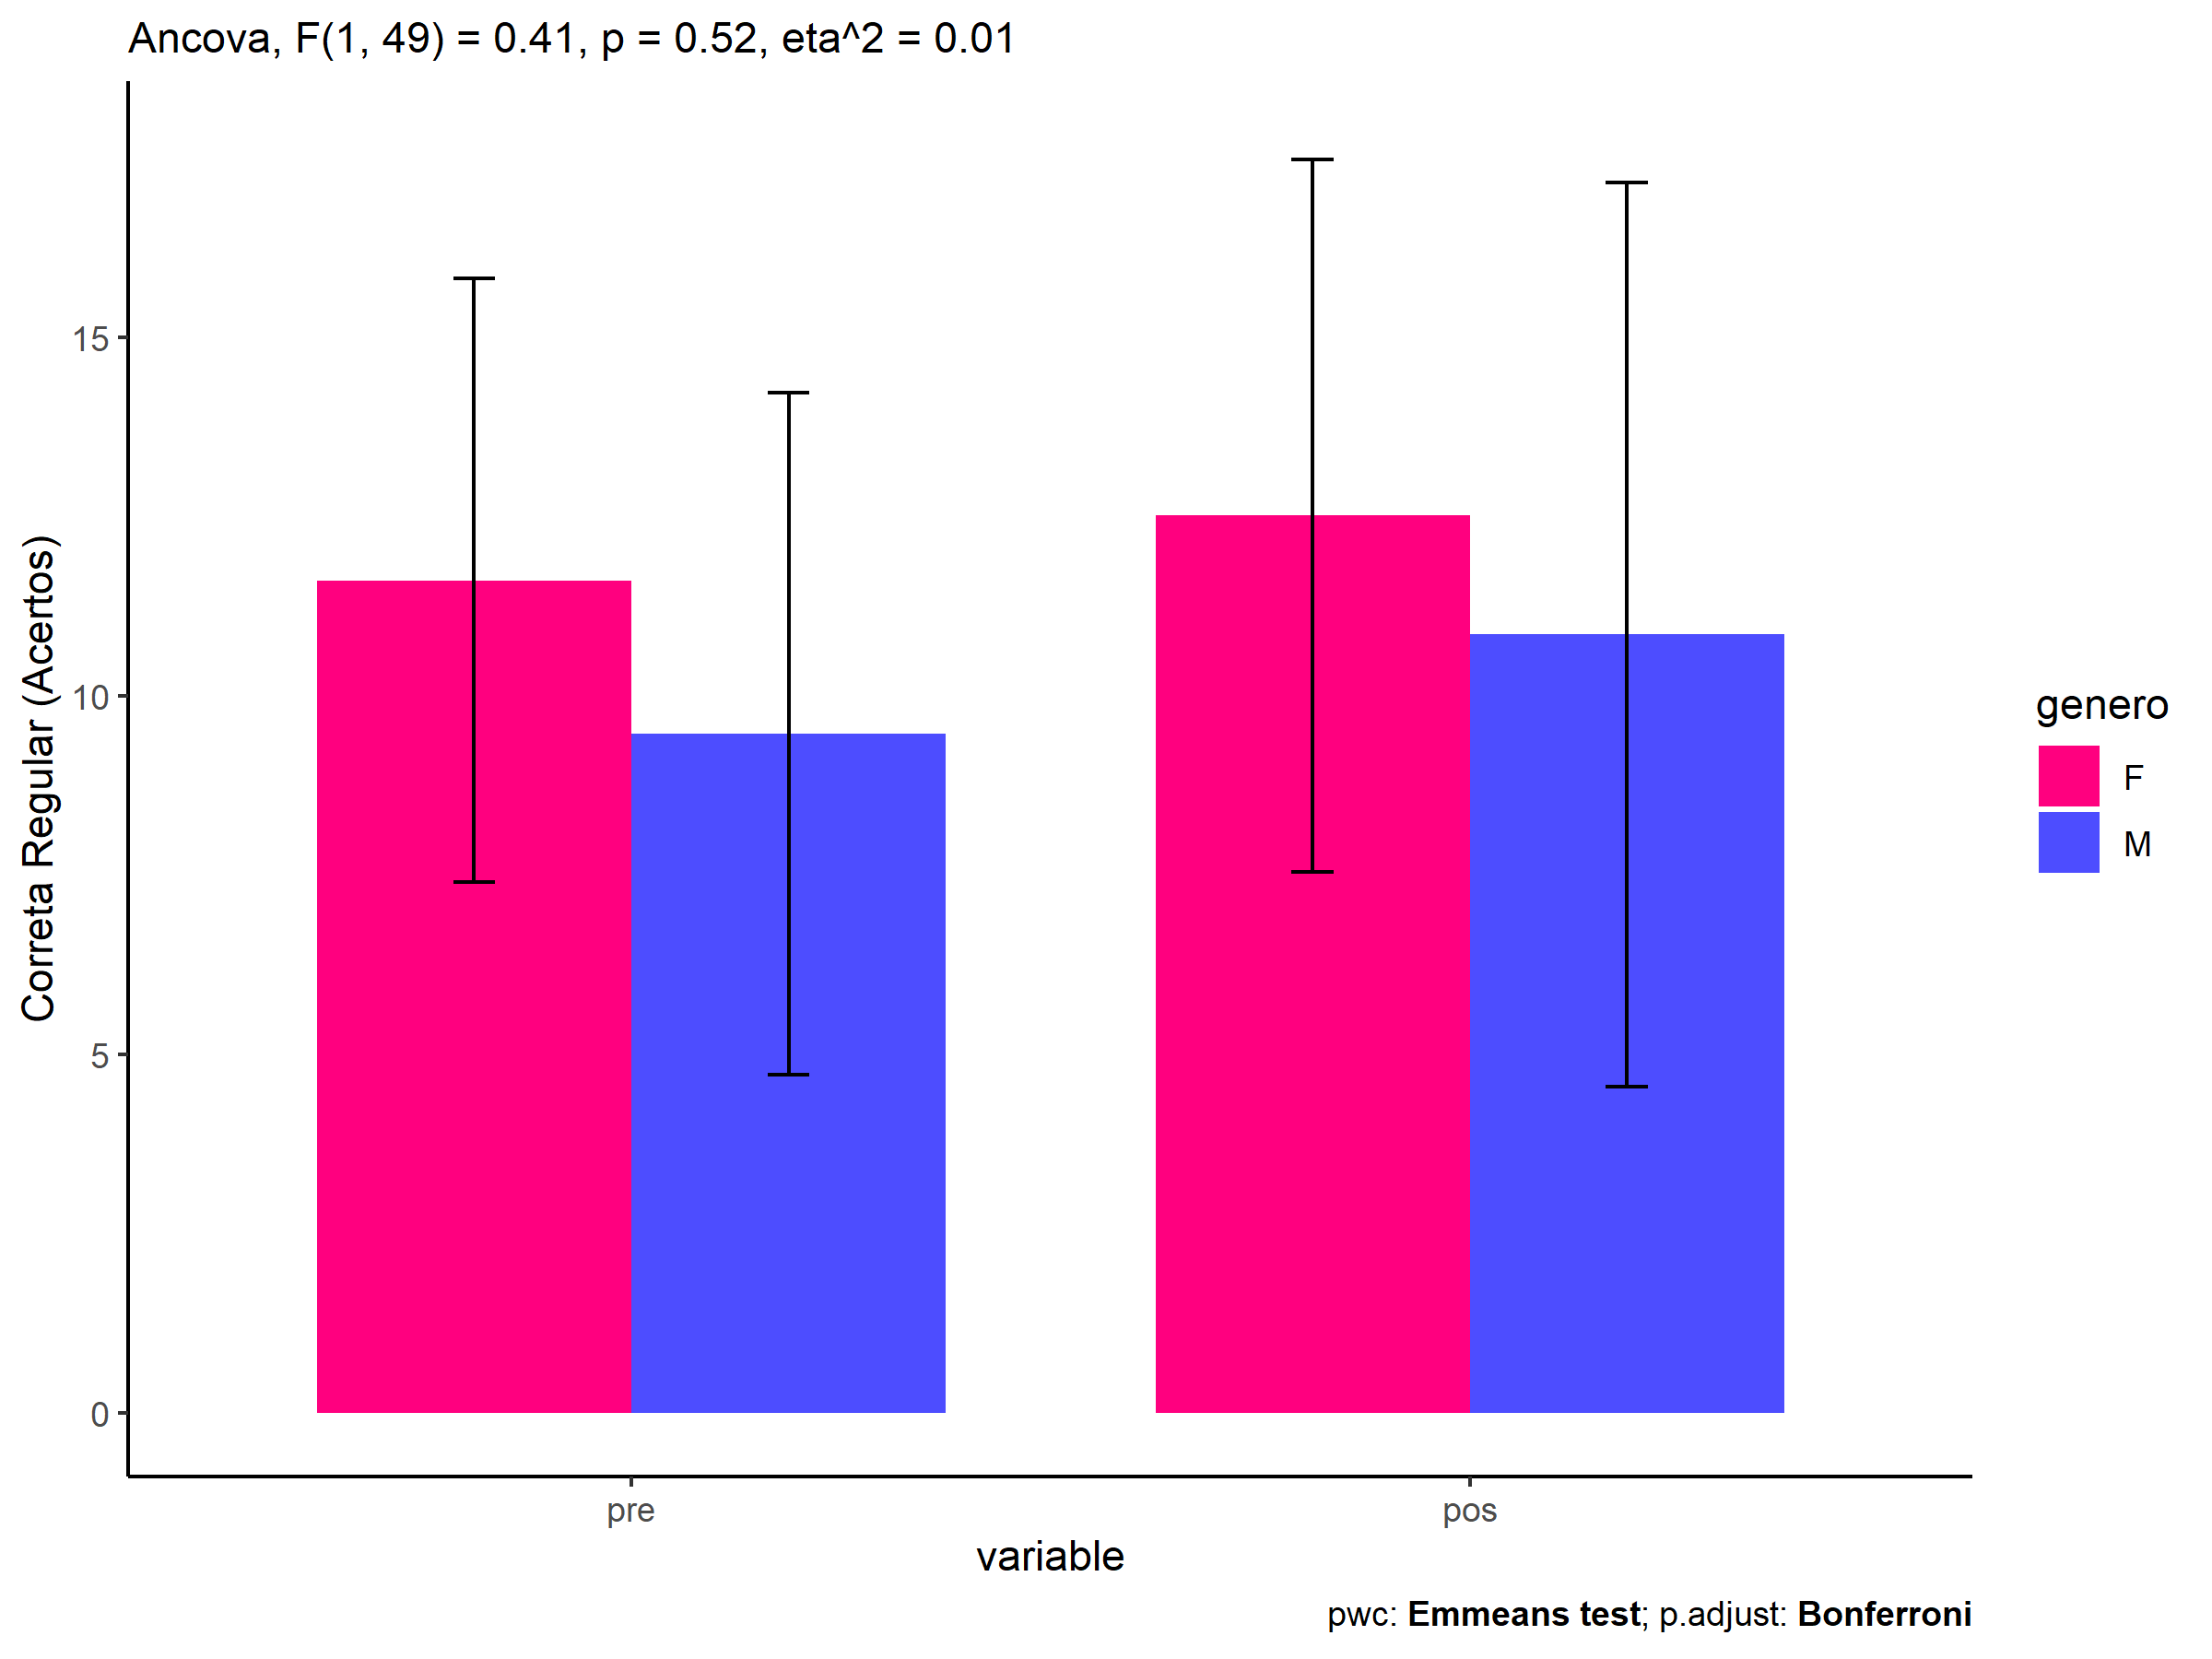 Ancova, F(1, 49) = 0.41, p = 0.52, eta^2 = 0.01
Correta Regular (Acertos)
15
10
5
0
pre
pos
variable
genero
F
M
pwc: Emmeans test; p.adjust: Bonferroni